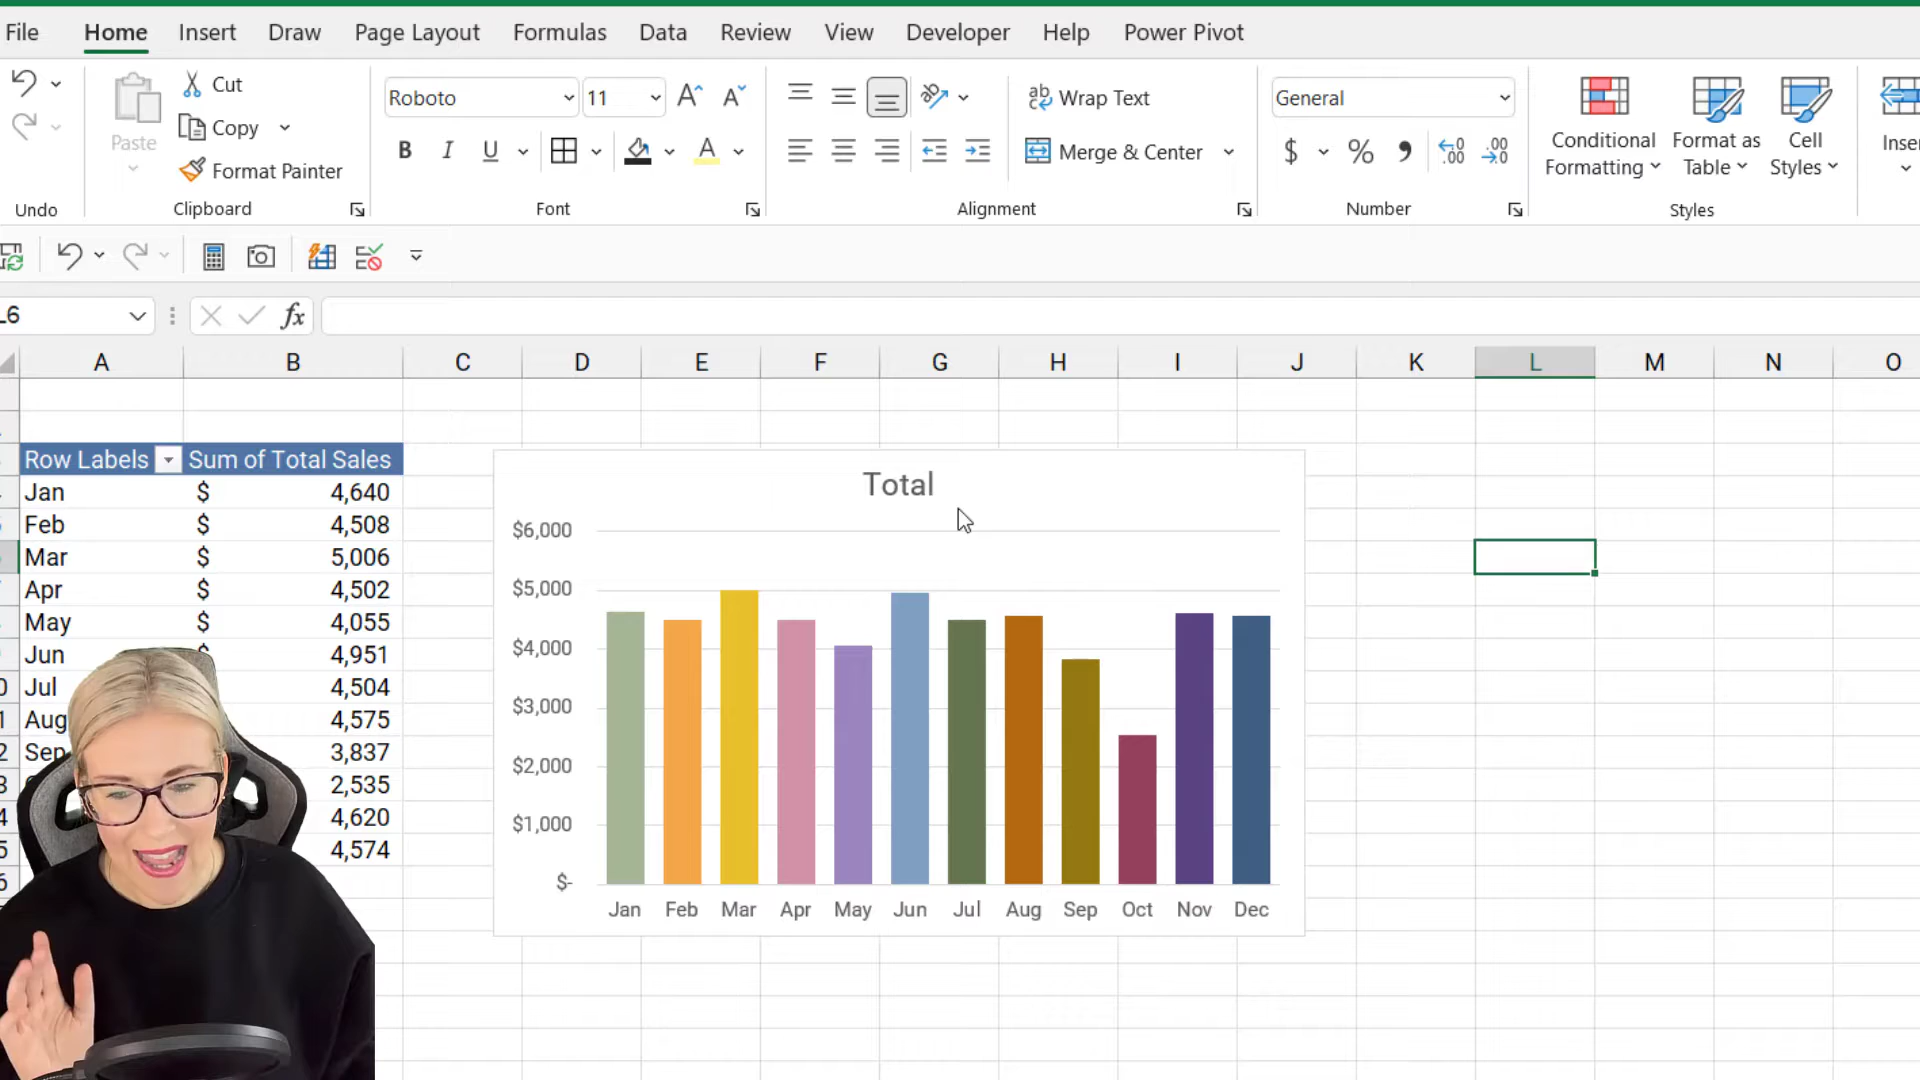 File Home Insert Draw Page Layout Formulas Data Review View Developer Help Power Pivot
Cut
Copy
Format Painter
Paste
Roboto 11
B I U
Wrap Text
Merge & Center
General
$ %
Conditional Formatting
Format as Table
Cell Styles
Undo Clipboard Font Alignment Number Styles
L6 fx
A B C D E F G H I J K L M N O
Row Labels Sum of Total Sales
Jan $ 4,640
Feb $ 4,508
Mar $ 5,006
Apr $ 4,502
May $ 4,055
Jun 4,951
Jul 4,504
Aug 4,575
Sep 3,837
2,535
4,620
4,574
Total
$6,000
$5,000
$4,000
$3,000
$2,000
$1,000
$-
Jan Feb Mar Apr May Jun Jul Aug Sep Oct Nov Dec